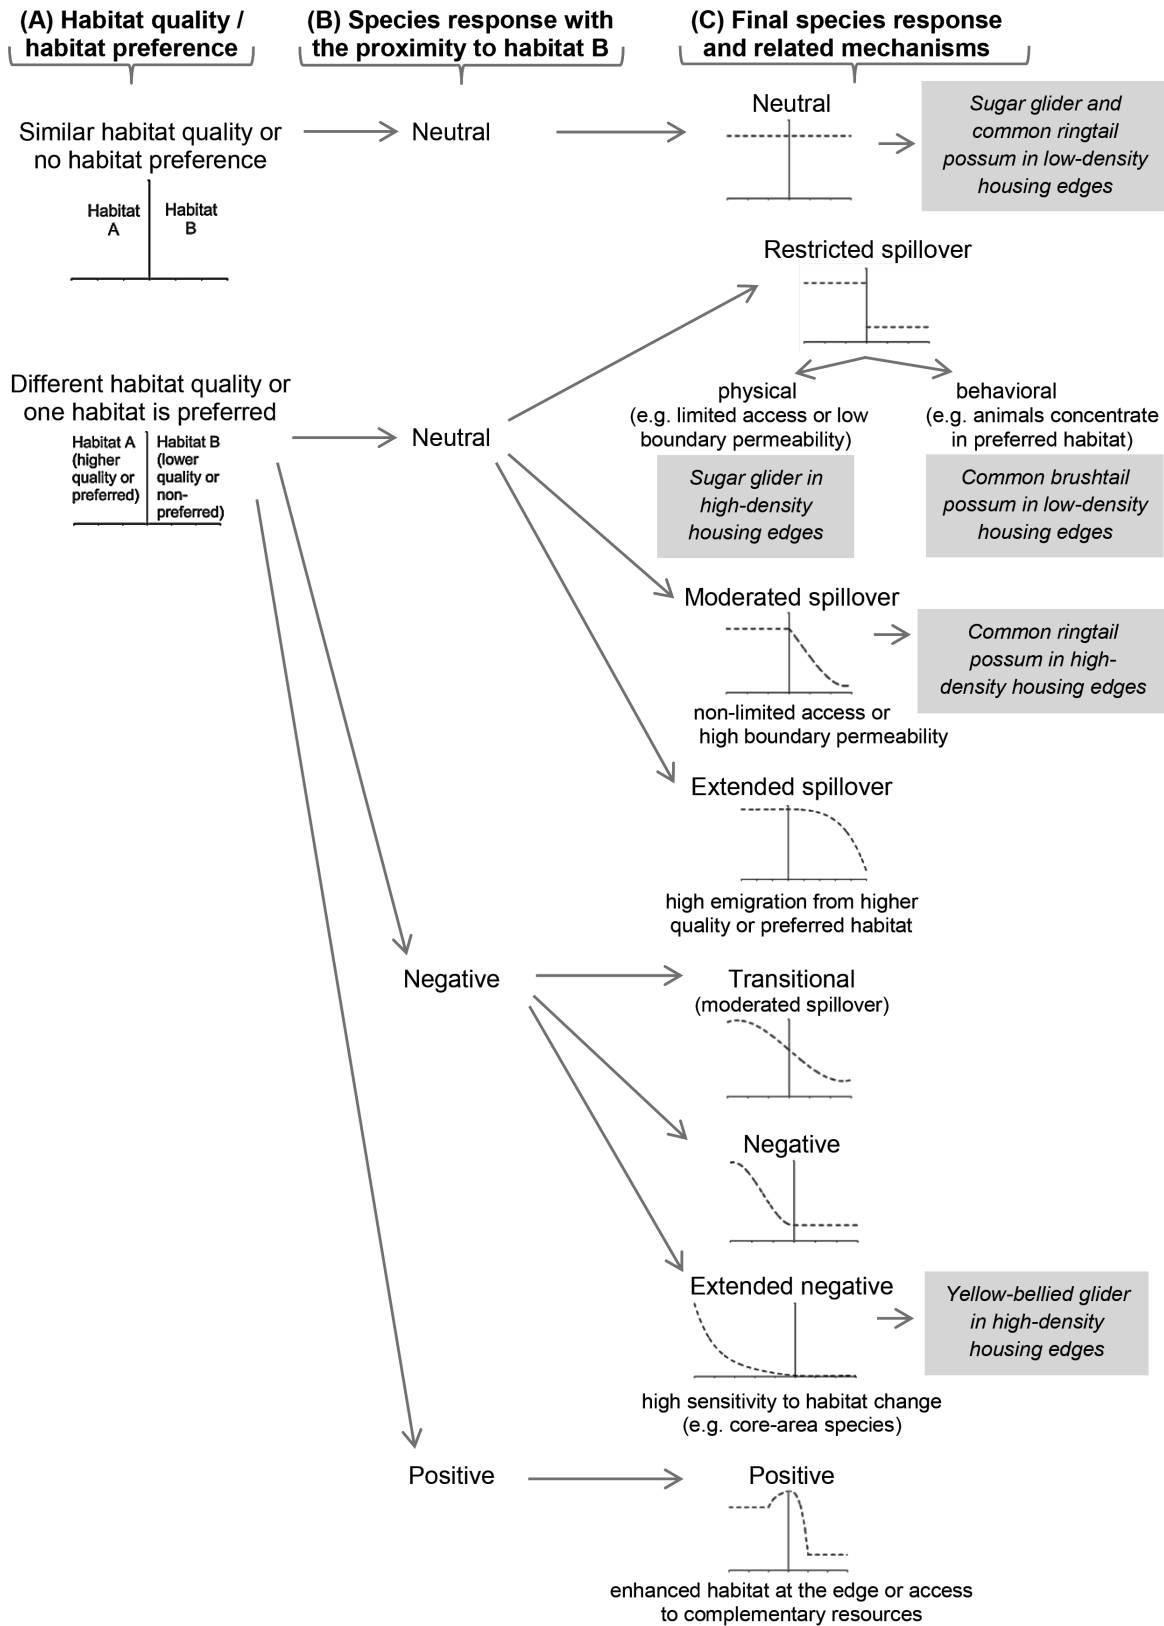 (A) Habitat quality /
habitat preference
(B) Species response with
the proximity to habitat B
(C) Final species response
and related mechanisms
Similar habitat quality or
no habitat preference
Habitat
A
Habitat
B
Neutral
Neutral
Sugar glider and
common ringtail
possum in low-density
housing edges
Different habitat quality or
one habitat is preferred
Habitat A
(higher
quality or
preferred)
Habitat B
(lower
quality or
non-
preferred)
Neutral
Restricted spillover
physical
(e.g. limited access or low
boundary permeability)
behavioral
(e.g. animals concentrate
in preferred habitat)
Sugar glider in
high-density
housing edges
Common brushtail
possum in low-density
housing edges
Moderated spillover
non-limited access or
high boundary permeability
Common ringtail
possum in high-
density housing edges
Extended spillover
high emigration from higher
quality or preferred habitat
Negative
Transitional
(moderated spillover)
Negative
Extended negative
high sensitivity to habitat change
(e.g. core-area species)
Yellow-bellied glider
in high-density
housing edges
Positive
Positive
enhanced habitat at the edge or access
to complementary resources